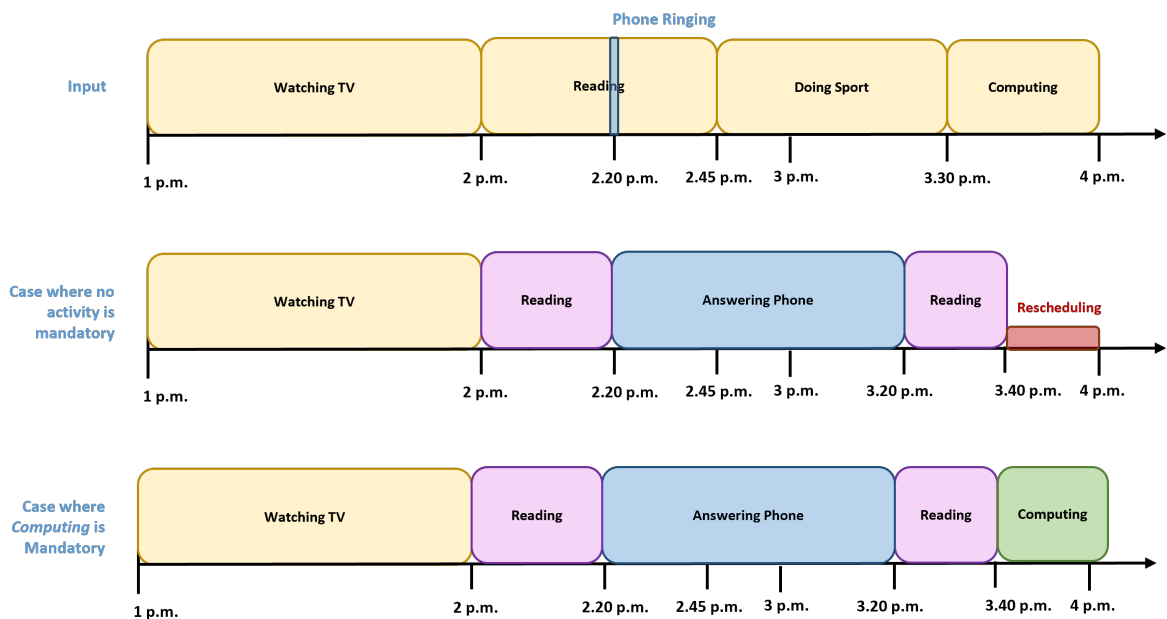 Phone Ringing
Input
Watching TV
Reading
Doing Sport
Computing
1 p.m.
2 p.m.
2.20 p.m.
2.45 p.m.
3 p.m.
3.30 p.m.
4 p.m.
Case where no
activity is
mandatory
Watching TV
Reading
Answering Phone
Reading
Rescheduling
1 p.m.
2 p.m.
2.20 p.m.
2.45 p.m.
3 p.m.
3.20 p.m.
3.40 p.m.
4 p.m.
Case where
Computing is
Mandatory
Watching TV
Reading
Answering Phone
Reading
Computing
1 p.m.
2 p.m.
2.20 p.m.
2.45 p.m.
3 p.m.
3.20 p.m.
3.40 p.m.
4 p.m.